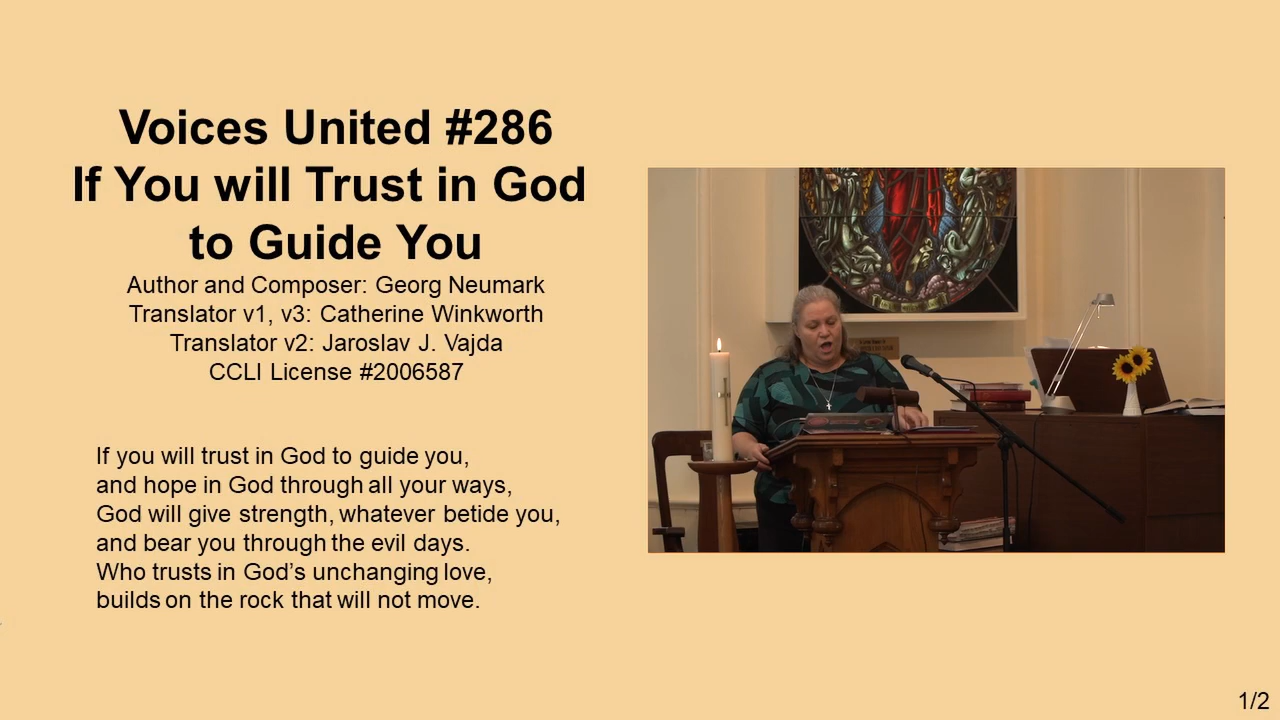 Voices United #286
If You will Trust in God
to Guide You
Author and Composer: Georg Neumark
Translator v1, v3: Catherine Winkworth
Translator v2: Jaroslav J. Vajda
CCLI License #2006587
If you will trust in God to guide you,
and hope in God through all your ways,
God will give strength, whatever betide you,
and bear you through the evil days.
Who trusts in God’s unchanging love,
builds on the rock that will not move.
1/2